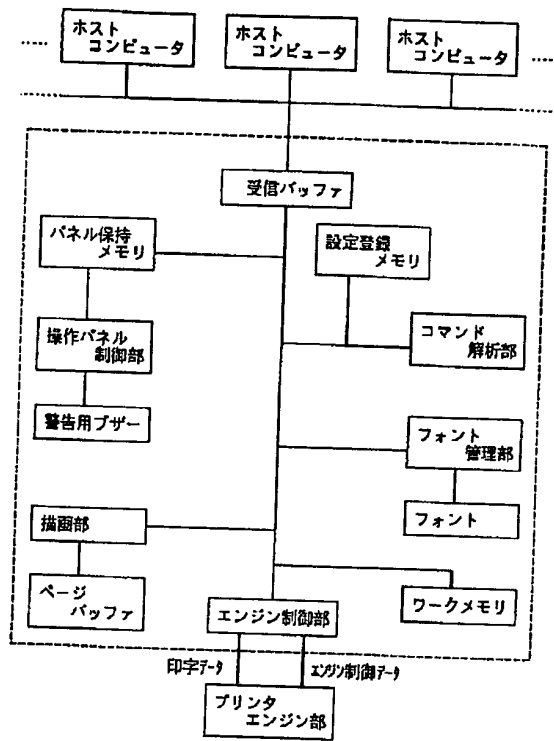 ホスト
コンピュータ
ホスト
コンピュータ
ホスト
コンピュータ
受信バッファ
パネル保持
メモリ
設定登録
メモリ
操作パネル
制御部
コマンド
解析部
警告用ブザー
フォント
管理部
描画部
フォント
ページ
バッファ
エンジン制御部
ワークメモリ
印字データ
エンジン制御データ
プリンタ
エンジン部